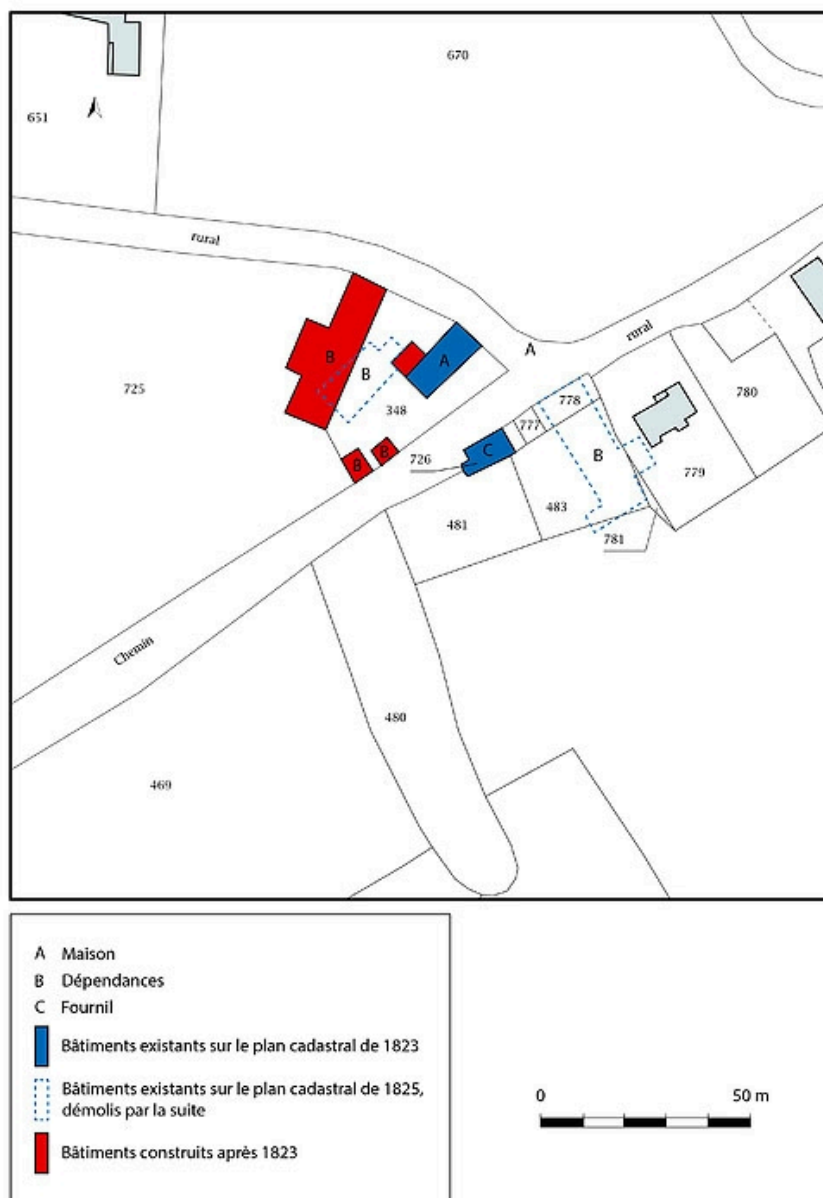 670
651
rural
A
rural
B
A
B
725
780
348
778
777
726
C
B
B
B
779
483
481
781
Chemin
480
469
A Maison
B Dépendances
C Fournil
Bâtiments existants sur le plan cadastral de 1823
Bâtiments existants sur le plan cadastral de 1825,
démolis par la suite
Bâtiments construits après 1823
0 50 m